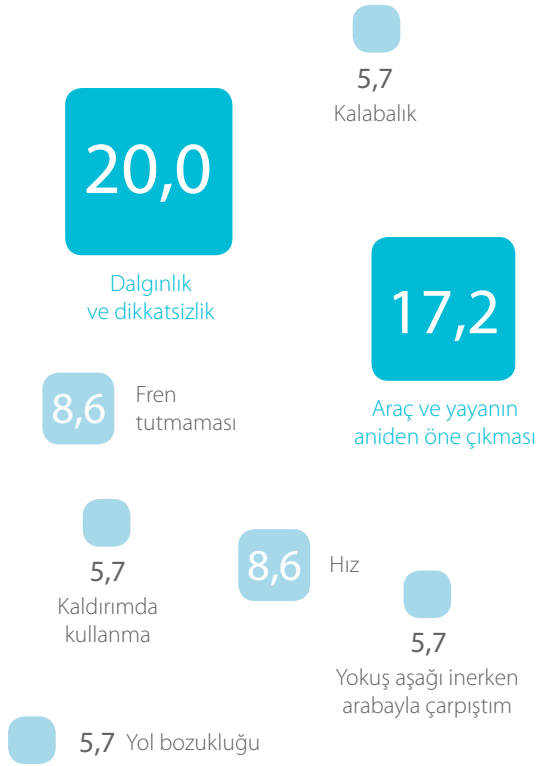 5,7
Kalabalık
20,0
Dalgınlık
ve dikkatsizlik
17,2
Araç ve yayanın
aniden öne çıkması
8,6
Fren
tutmaması
5,7
Kaldırımda
kullanma
8,6
Hız
5,7
Yokuş aşağı inerken
arabayla çarpıştım
5,7 Yol bozukluğu